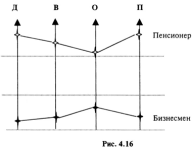 Д В О П
Пенсионер
Бизнесмен
Рис. 4.16